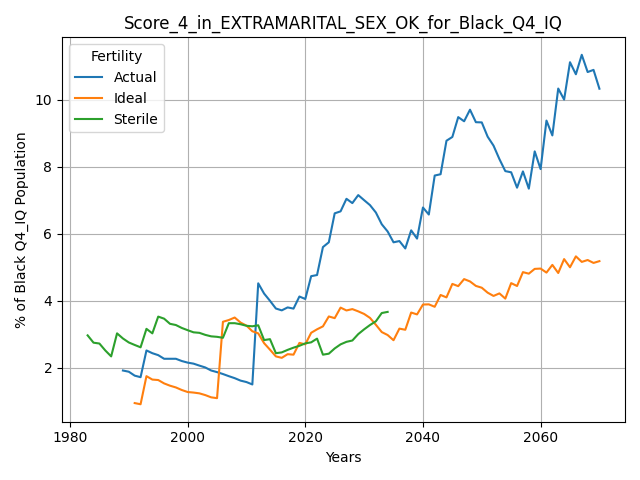 Score_4_in_EXTRAMARITAL_SEX_OK_for_Black_Q4_IQ
Fertility
Actual
Ideal
Sterile
% of Black Q4_IQ Population
10
8
6
4
2
1980
2000
2020
2040
2060
Years